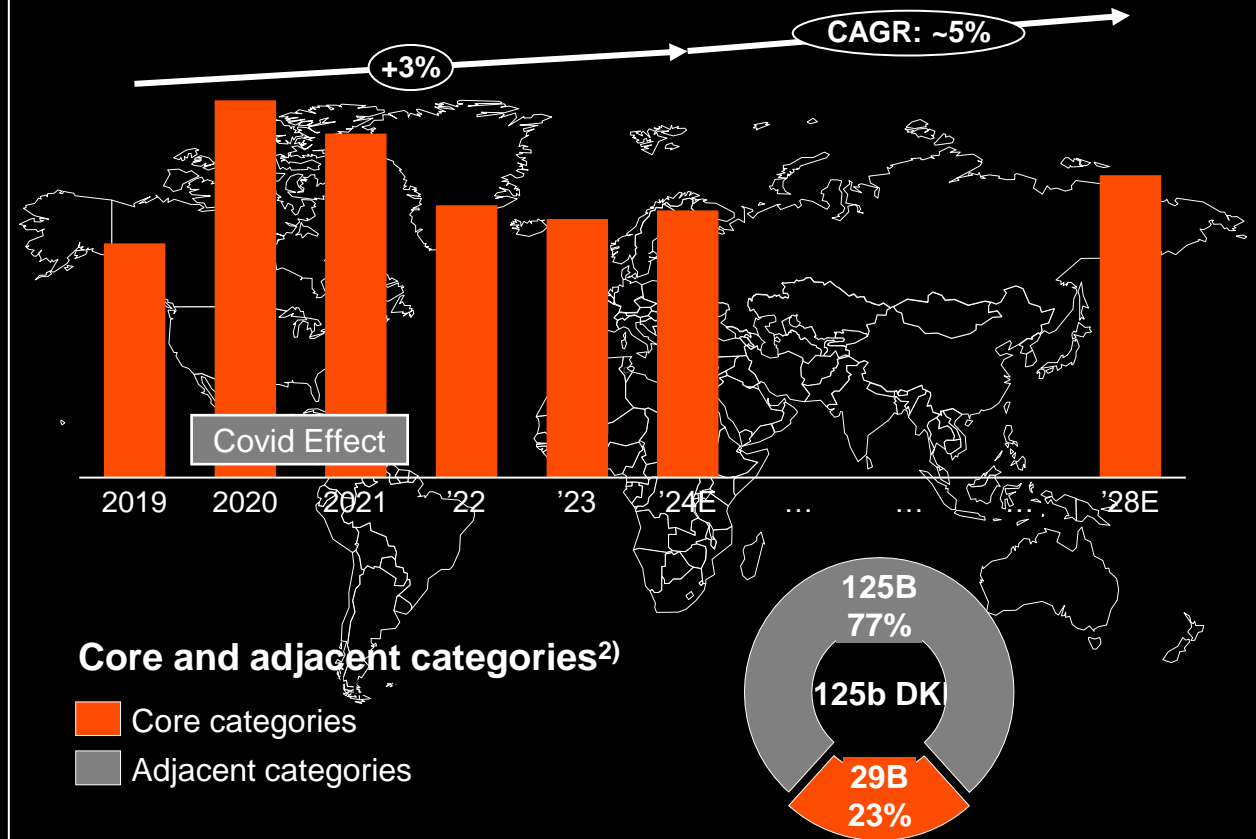 CAGR: ~5%
+3%
Covid Effect
2019 2020 2021 ’22 ’23 ’24E … … … ’28E
125B
77%
125b DK
29B
23%
Core and adjacent categories2)
Core categories
Adjacent categories